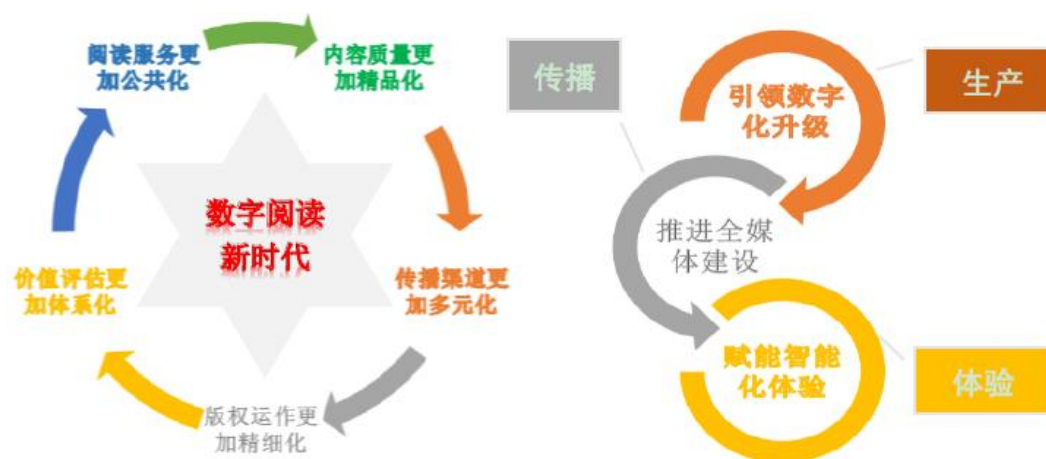 阅读服务更
加公共化
内容质量更
加精品化
传播渠道更
加多元化
版权运作更
加精细化
价值评估更
加体系化
数字阅读
新时代
传播
引领数字
化升级
生产
推进全媒
体建设
赋能智能
化体验
体验